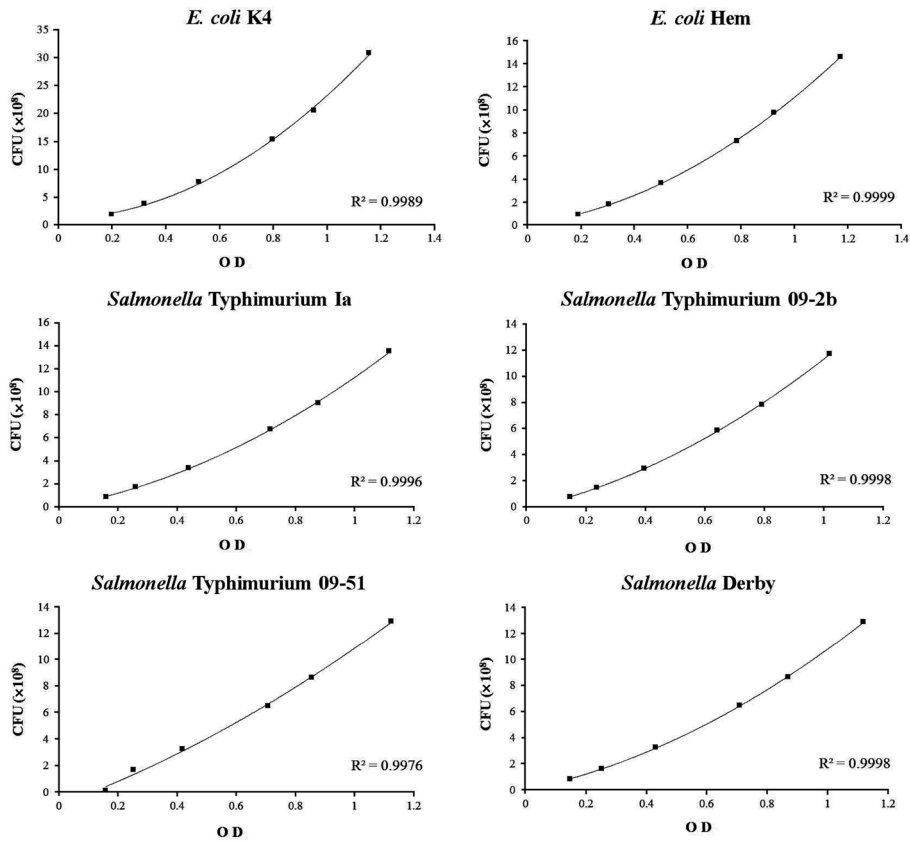 E. coli K4
35
30
25
20
15
10
5
0
CFU (×10⁸)
R² = 0.9989
0 0.2 0.4 0.6 0.8 1 1.2 1.4
O D
E. coli Hem
16
14
12
10
8
6
4
2
0
CFU (×10⁸)
R² = 0.9999
0 0.2 0.4 0.6 0.8 1 1.2 1.4
O D
Salmonella Typhimurium Ia
16
14
12
10
8
6
4
2
0
CFU (×10⁸)
R² = 0.9996
0 0.2 0.4 0.6 0.8 1 1.2
O D
Salmonella Typhimurium 09-2b
14
12
10
8
6
4
2
0
CFU (×10⁸)
R² = 0.9998
0 0.2 0.4 0.6 0.8 1 1.2
O D
Salmonella Typhimurium 09-51
14
12
10
8
6
4
2
0
CFU (×10⁸)
R² = 0.9976
0 0.2 0.4 0.6 0.8 1 1.2
O D
Salmonella Derby
14
12
10
8
6
4
2
0
CFU (×10⁸)
R² = 0.9998
0 0.2 0.4 0.6 0.8 1 1.2
O D